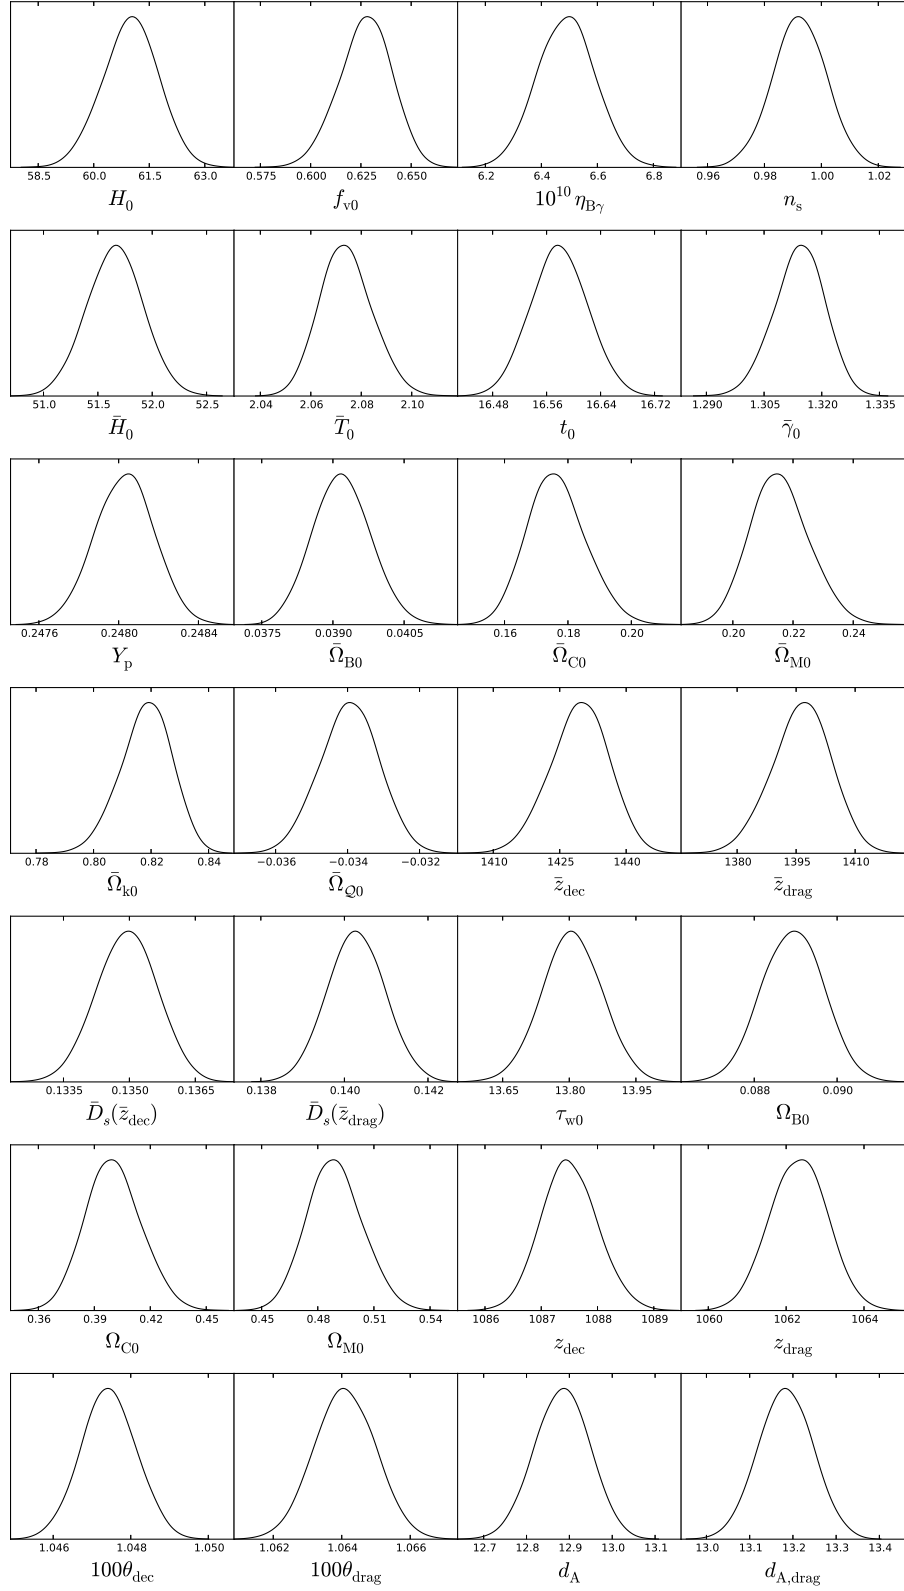 58.5 60.0 61.5 63.0 0.575 0.600 0.625 0.650 6.2 6.4 6.6 6.8 0.96 0.98 1.00 1.02
H₀ f_v0 10¹⁰ η_Bγ n_s
51.0 51.5 52.0 52.5 2.04 2.06 2.08 2.10 16.48 16.56 16.64 16.72 1.290 1.305 1.320 1.335
H̄₀ T̄₀ t₀ γ̄₀
0.2476 0.2480 0.2484 0.0375 0.0390 0.0405 0.16 0.18 0.20 0.20 0.22 0.24
Y_p Ω̄_B0 Ω̄_C0 Ω̄_M0
0.78 0.80 0.82 0.84 −0.036 −0.034 −0.032 1410 1425 1440 1380 1395 1410
Ω̄_k0 Ω̄_𝒬0 z̄_dec z̄_drag
0.1335 0.1350 0.1365 0.138 0.140 0.142 13.65 13.80 13.95 0.088 0.090
D̄_s(z̄_dec) D̄_s(z̄_drag) τ_w0 Ω_B0
0.36 0.39 0.42 0.45 0.45 0.48 0.51 0.54 1086 1087 1088 1089 1060 1062 1064
Ω_C0 Ω_M0 z_dec z_drag
1.046 1.048 1.050 1.062 1.064 1.066 12.7 12.8 12.9 13.0 13.1 13.0 13.1 13.2 13.3 13.4
100θ_dec 100θ_drag d_A d_A,drag